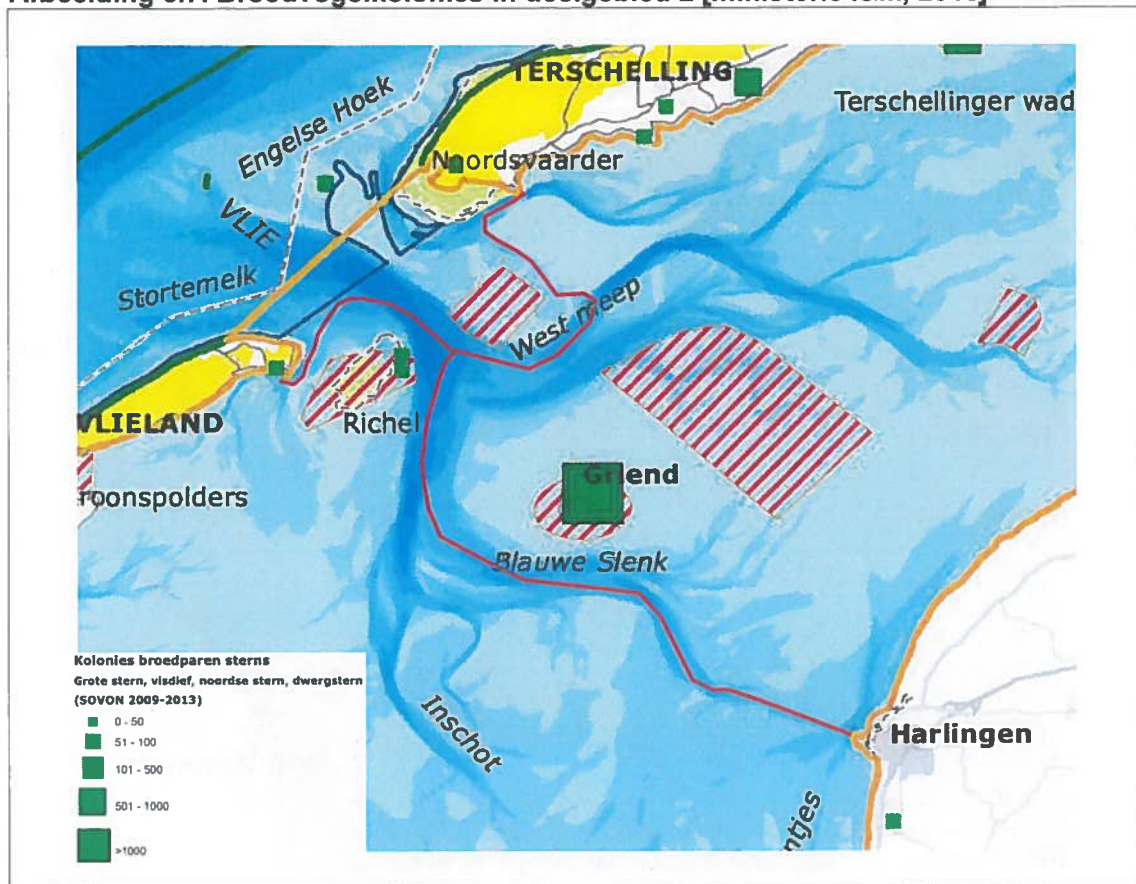 TERSCHELLING
Terschellinger wad
Engelse Hoek
Noordsvaarder
VLIE
Stortemelk
West meep
VLIELAND
Richel
Griend
roonspolders
Blauwe Slenk
Kolonies broedparen sterns
Grote stern, visdief, noordse stern, dwergstern
(SOVON 2009-2013)
0 - 50
51 - 100
101 - 500
501 - 1000
>1000
Inschot
Harlingen
ntjes